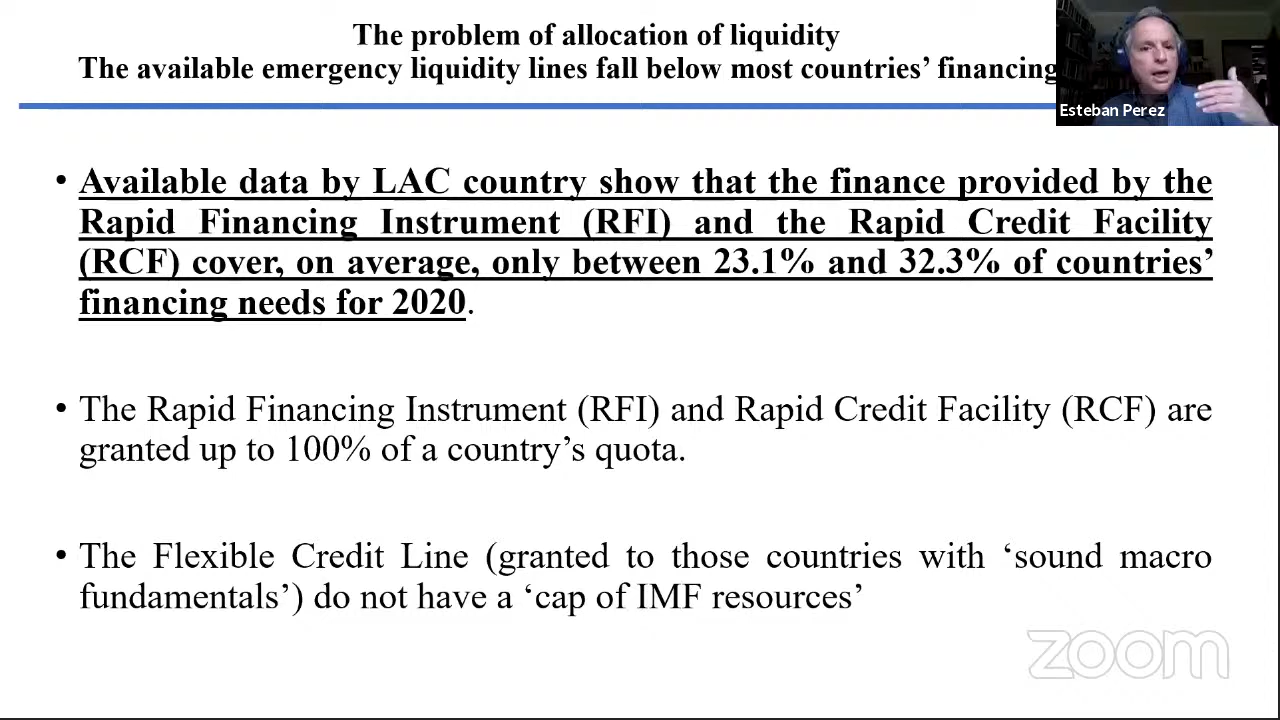 The problem of allocation of liquidity
The available emergency liquidity lines fall below most countries’ financing
Esteban Perez
• Available data by LAC country show that the finance provided by the
Rapid Financing Instrument (RFI) and the Rapid Credit Facility
(RCF) cover, on average, only between 23.1% and 32.3% of countries’
financing needs for 2020.
• The Rapid Financing Instrument (RFI) and Rapid Credit Facility (RCF) are
granted up to 100% of a country’s quota.
• The Flexible Credit Line (granted to those countries with ‘sound macro
fundamentals’) do not have a ‘cap of IMF resources’
zoom